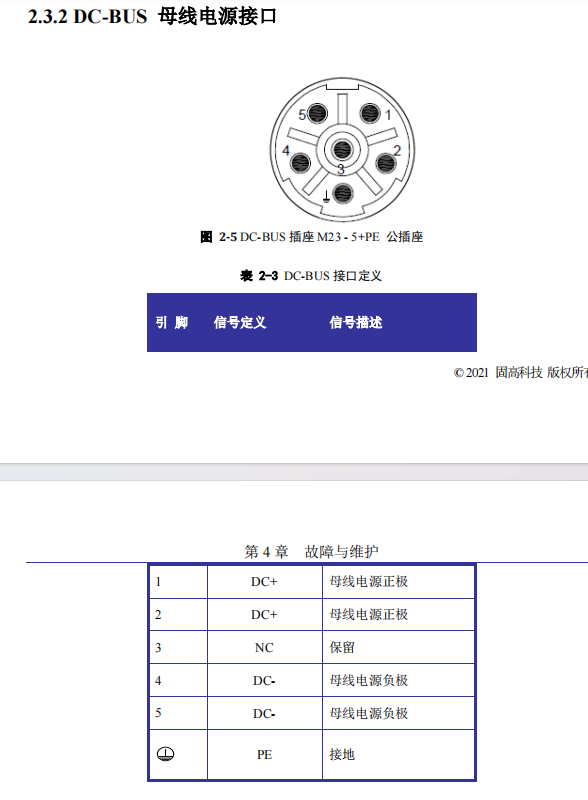 2.3.2 DC-BUS 母线电源接口
5
1
4
2
3
图 2-5 DC-BUS 插座 M23 - 5+PE 公插座
表 2-3 DC-BUS 接口定义
引 脚 信号定义 信号描述
© 2021 固高科技 版权所有
第 4 章 故障与维护
1 DC+ 母线电源正极
2 DC+ 母线电源正极
3 NC 保留
4 DC- 母线电源负极
5 DC- 母线电源负极
PE 接地